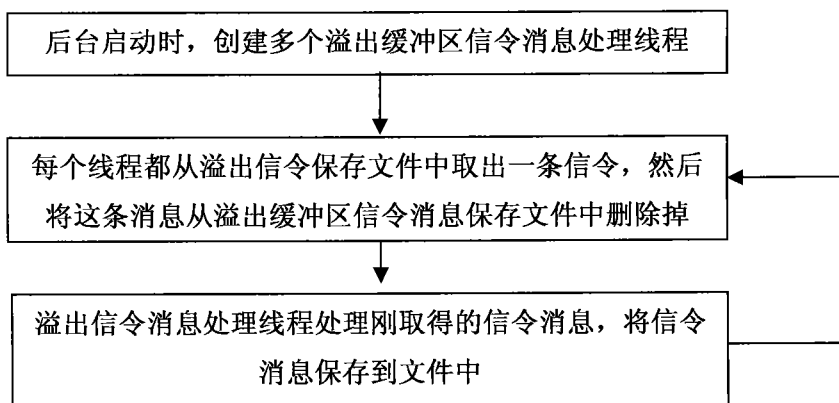 后台启动时，创建多个溢出缓冲区信令消息处理线程
每个线程都从溢出信令保存文件中取出一条信令，然后
将这条消息从溢出缓冲区信令消息保存文件中删除掉
溢出信令消息处理线程处理刚取得的信令消息，将信令
消息保存到文件中